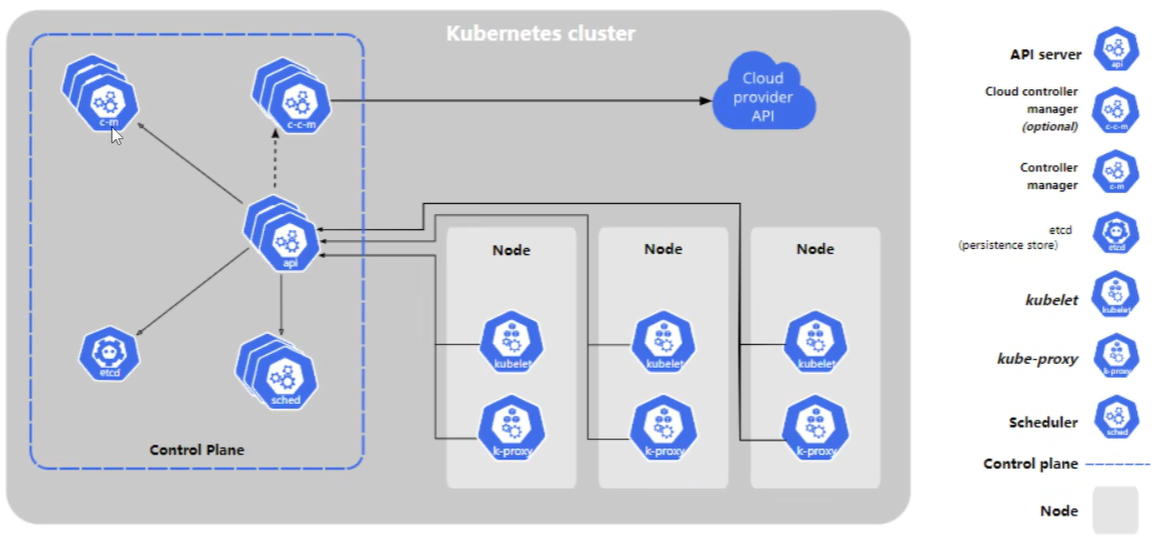 Kubernetes cluster
c-m
c-c-m
Cloud
provider
API
api
etcd
sched
Control Plane
Node
Node
Node
kubelet
kubelet
kubelet
k-proxy
k-proxy
k-proxy
API server
api
Cloud controller
manager
(optional)
c-c-m
Controller
manager
c-m
etcd
(persistence store)
etcd
kubelet
kubelet
kube-proxy
k-proxy
Scheduler
sched
Control plane
Node